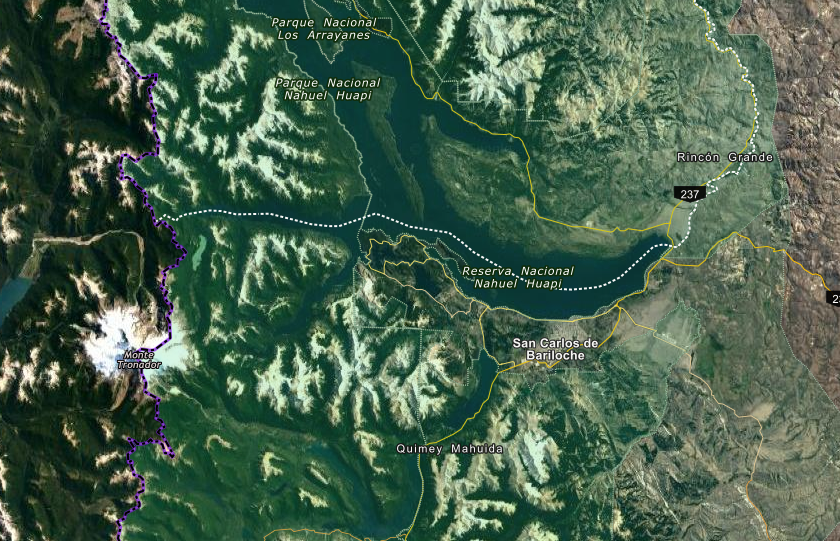 Parque Nacional
Los Arrayanes
Parque Nacional
Nahuel Huapi
Rincón Grande
237
Reserva Nacional
Nahuel Huapi
San Carlos de
Bariloche
Monte
Tronador
Quimey Mahuida